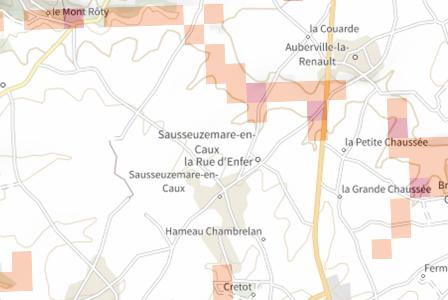 le Mont Rôty
la Couarde
Auberville-la-
Renault
Sausseuzemare-en-
Caux
la Petite Chaussée
la Rue d'Enfer
Sausseuzemare-en-
Caux
la Grande Chaussée
Hameau Chambrelan
Cretot